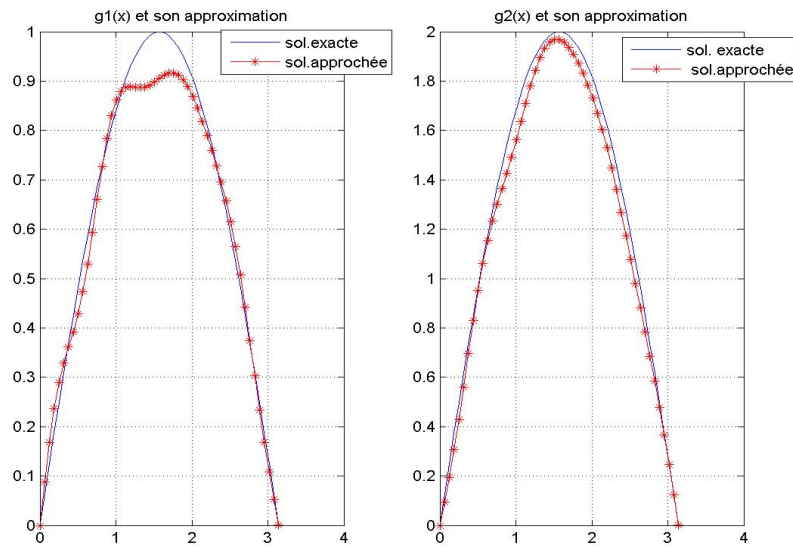 g1(x) et son approximation
sol.exacte
sol.approchée
1
0.9
0.8
0.7
0.6
0.5
0.4
0.3
0.2
0.1
0
0 1 2 3 4
g2(x) et son approximation
sol. exacte
sol.approchée
2
1.8
1.6
1.4
1.2
1
0.8
0.6
0.4
0.2
0
0 1 2 3 4